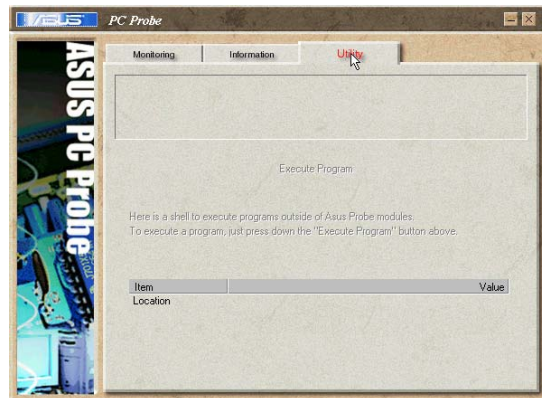 ASUS PC Probe
Monitoring Information Utility
ASUS PC Probe
Execute Program
Here is a shell to execute programs outside of Asus Probe modules.
To execute a program, just press down the "Execute Program" button above.
Item Value
Location